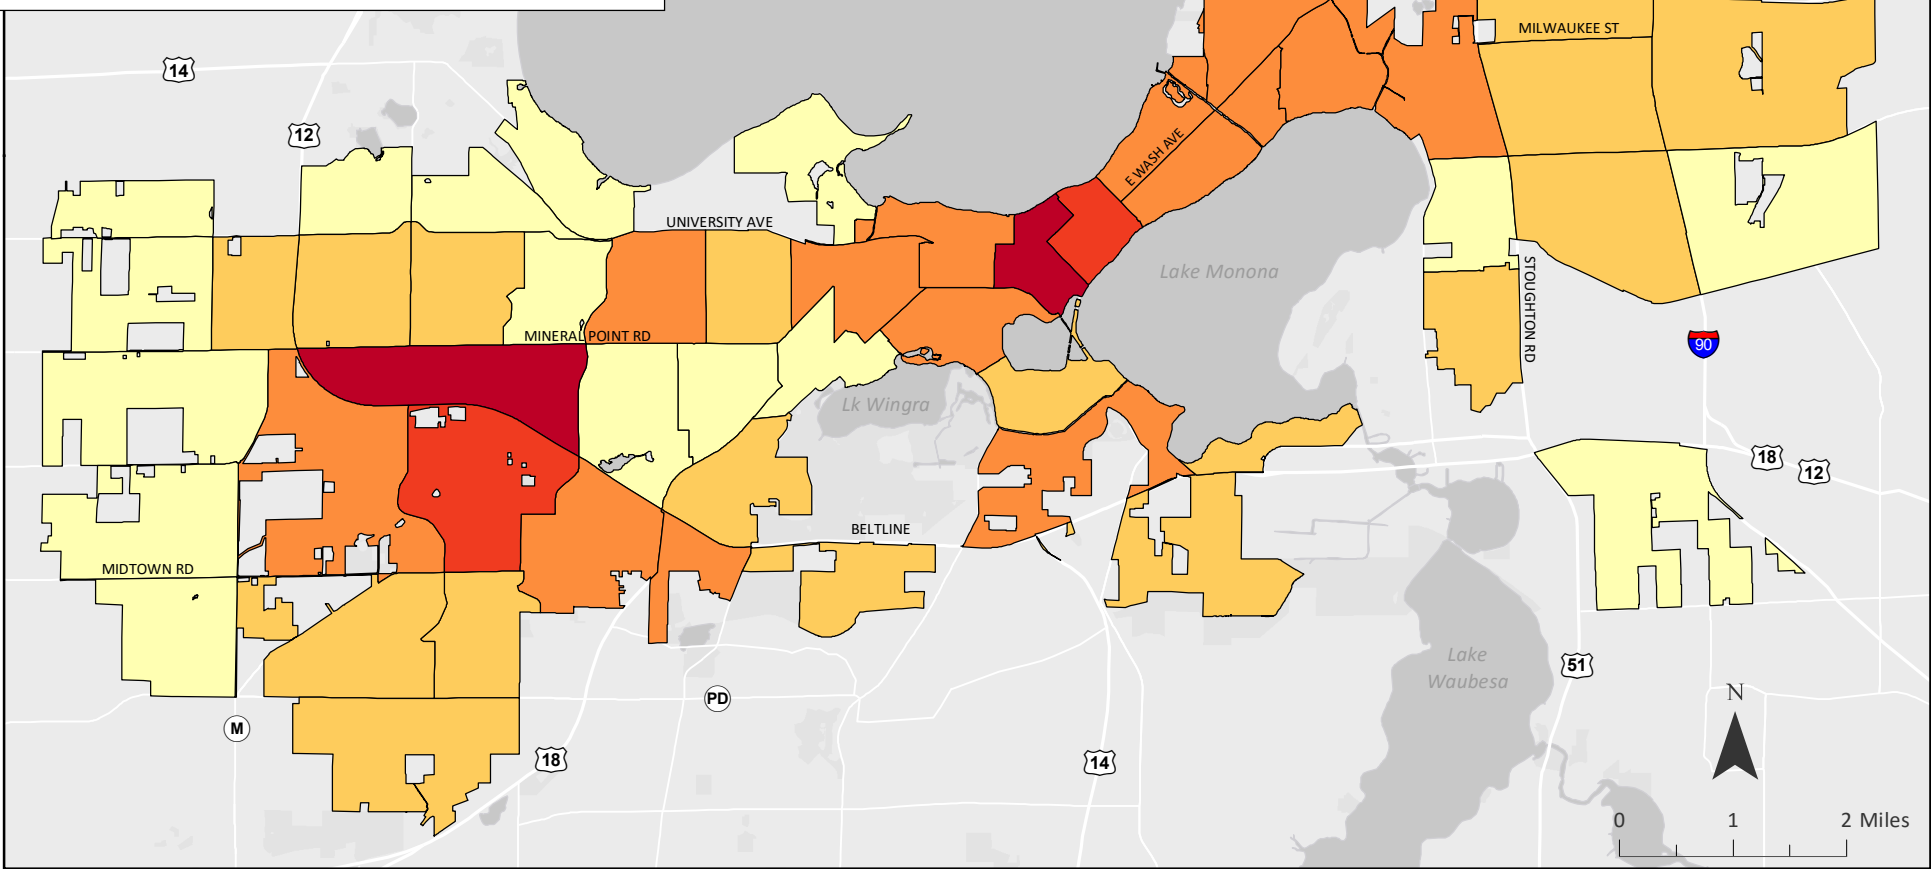 MILWAUKEE ST
14
12
E WASH AVE
UNIVERSITY AVE
Lake Monona
STOUGHTON RD
MINERAL POINT RD
90
Lk Wingra
18
12
BELTLINE
MIDTOWN RD
Lake
Waubesa
51
N
PD
M
18
14
0 1 2 Miles